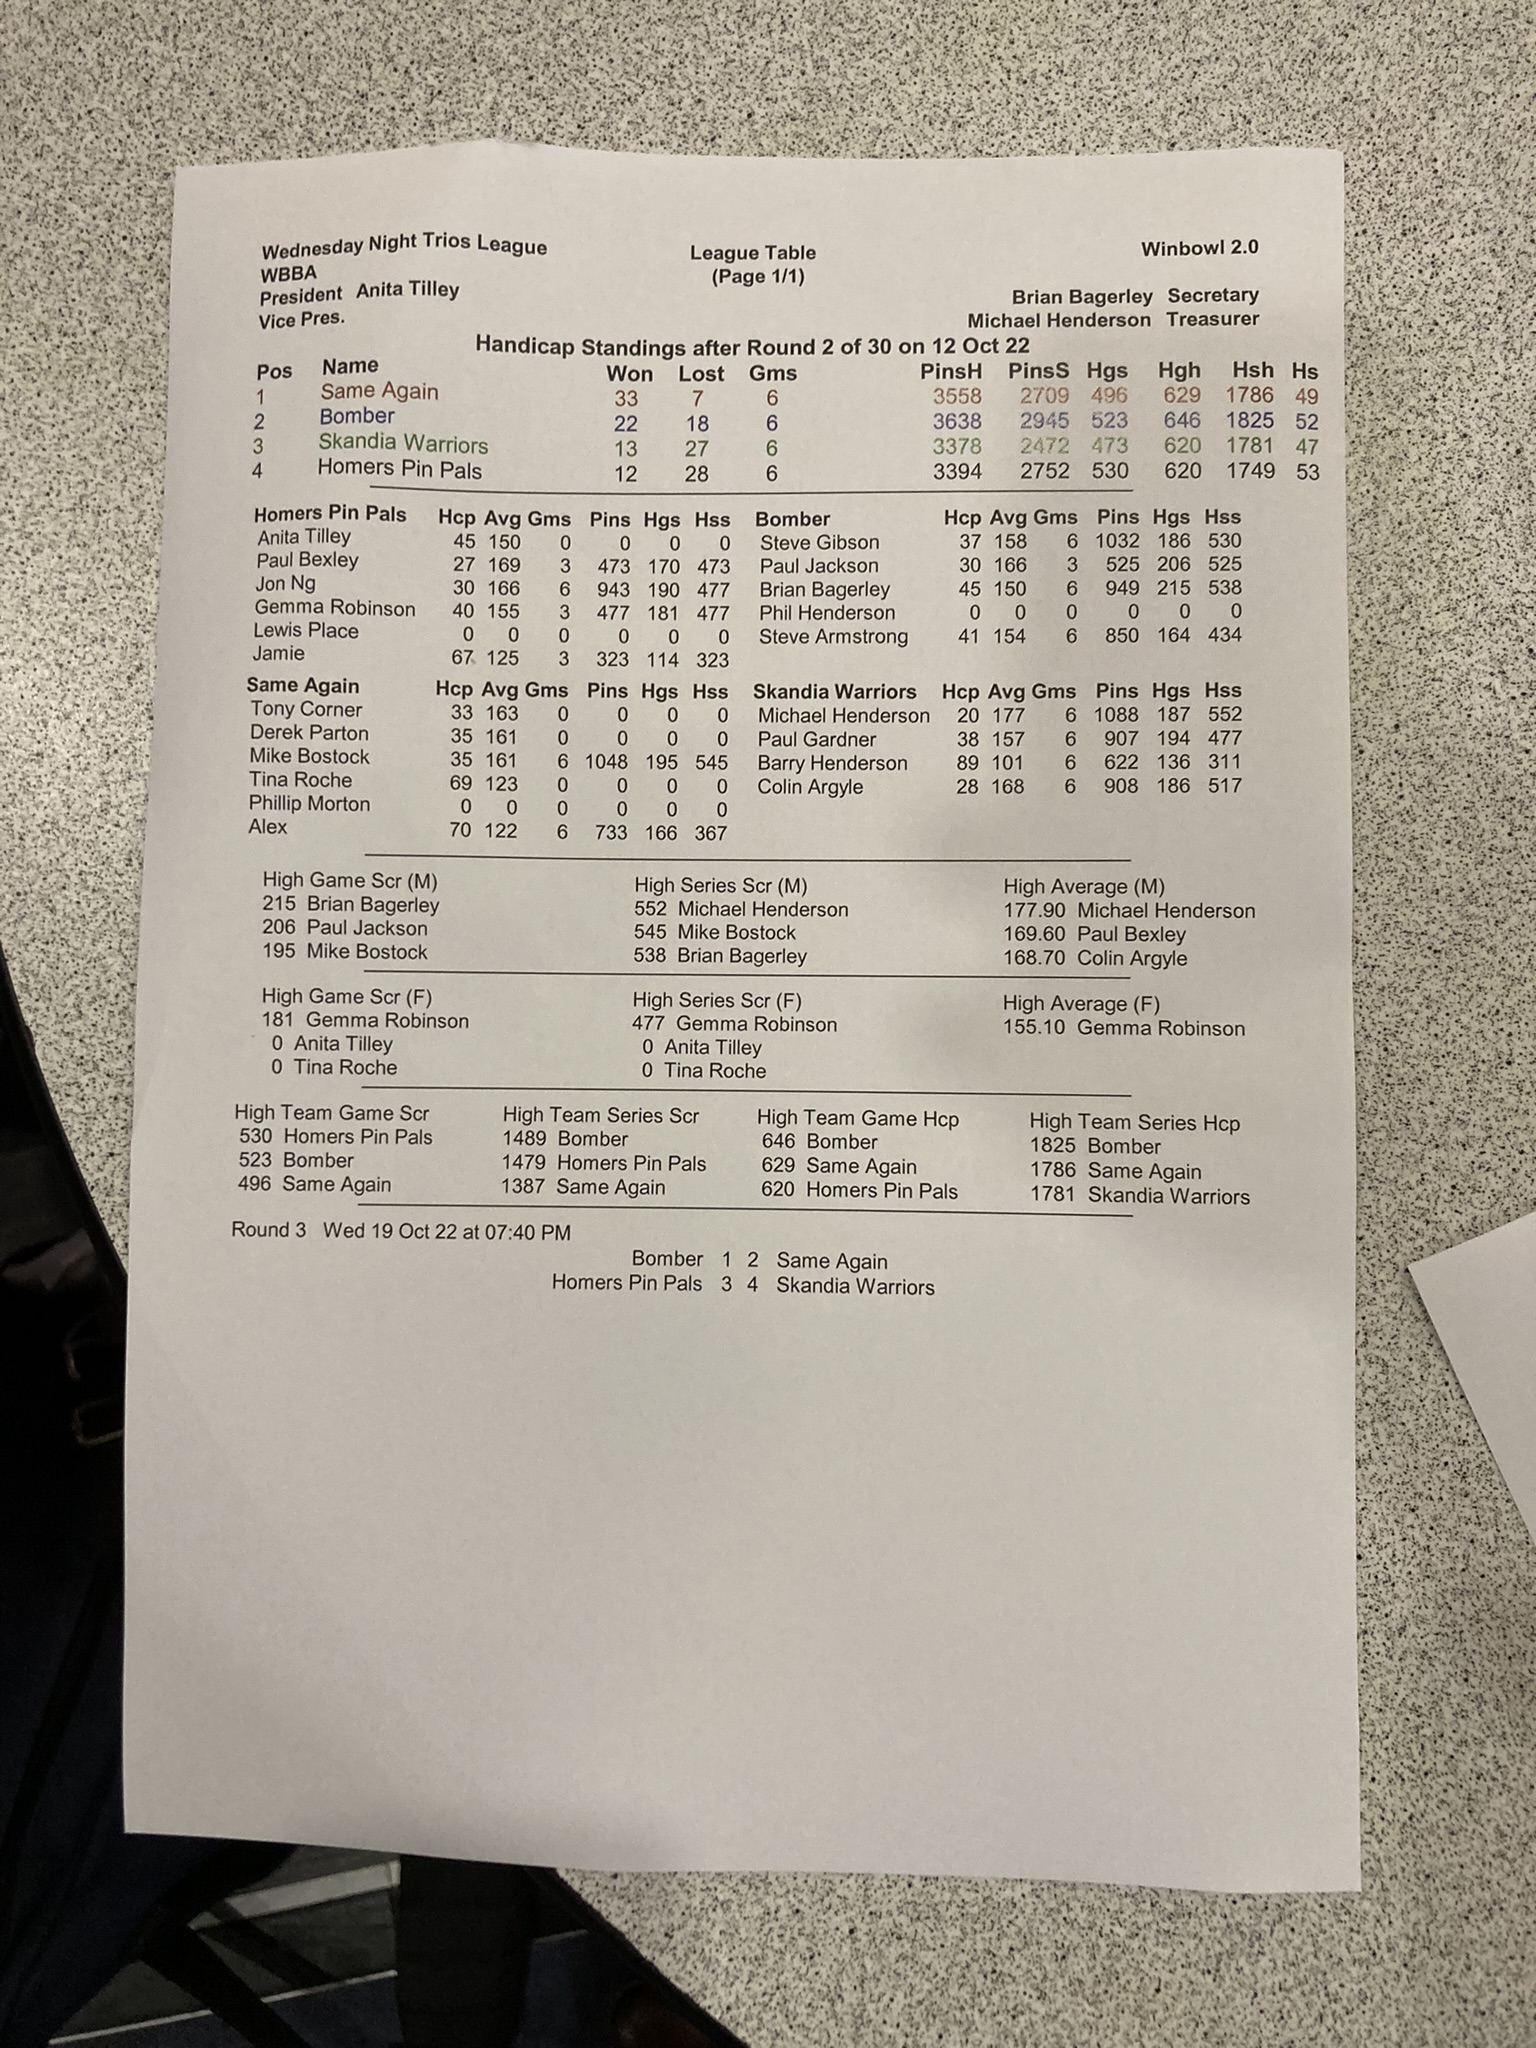 Wednesday Night Trios League League Table Winbowl 2.0
WBBA (Page 1/1)
President Anita Tilley Brian Bagerley Secretary
Vice Pres. Michael Henderson Treasurer
Handicap Standings after Round 2 of 30 on 12 Oct 22
Pos Name Won Lost Gms PinsH PinsS Hgs Hgh Hsh Hs
1 Same Again 33 7 6 3558 2709 496 629 1786 49
2 Bomber 22 18 6 3638 2945 523 646 1825 52
3 Skandia Warriors 13 27 6 3378 2472 473 620 1781 47
4 Homers Pin Pals 12 28 6 3394 2752 530 620 1749 53
Homers Pin Pals Hcp Avg Gms Pins Hgs Hss Bomber Hcp Avg Gms Pins Hgs Hss
Anita Tilley 45 150 0 0 0 0 Steve Gibson 37 158 6 1032 186 530
Paul Bexley 27 169 3 473 170 473 Paul Jackson 30 166 3 525 206 525
Jon Ng 30 166 6 943 190 477 Brian Bagerley 45 150 6 949 215 538
Gemma Robinson 40 155 3 477 181 477 Phil Henderson 0 0 0 0 0 0
Lewis Place 0 0 0 0 0 0 Steve Armstrong 41 154 6 850 164 434
Jamie 67 125 3 323 114 323
Same Again Hcp Avg Gms Pins Hgs Hss Skandia Warriors Hcp Avg Gms Pins Hgs Hss
Tony Corner 33 163 0 0 0 0 Michael Henderson 20 177 6 1088 187 552
Derek Parton 35 161 0 0 0 0 Paul Gardner 38 157 6 907 194 477
Mike Bostock 35 161 6 1048 195 545 Barry Henderson 89 101 6 622 136 311
Tina Roche 69 123 0 0 0 0 Colin Argyle 28 168 6 908 186 517
Phillip Morton 0 0 0 0 0 0
Alex 70 122 6 733 166 367
High Game Scr (M) High Series Scr (M) High Average (M)
215 Brian Bagerley 552 Michael Henderson 177.90 Michael Henderson
206 Paul Jackson 545 Mike Bostock 169.60 Paul Bexley
195 Mike Bostock 538 Brian Bagerley 168.70 Colin Argyle
High Game Scr (F) High Series Scr (F) High Average (F)
181 Gemma Robinson 477 Gemma Robinson 155.10 Gemma Robinson
0 Anita Tilley 0 Anita Tilley
0 Tina Roche 0 Tina Roche
High Team Game Scr High Team Series Scr High Team Game Hcp High Team Series Hcp
530 Homers Pin Pals 1489 Bomber 646 Bomber 1825 Bomber
523 Bomber 1479 Homers Pin Pals 629 Same Again 1786 Same Again
496 Same Again 1387 Same Again 620 Homers Pin Pals 1781 Skandia Warriors
Round 3 Wed 19 Oct 22 at 07:40 PM
Bomber 1 2 Same Again
Homers Pin Pals 3 4 Skandia Warriors